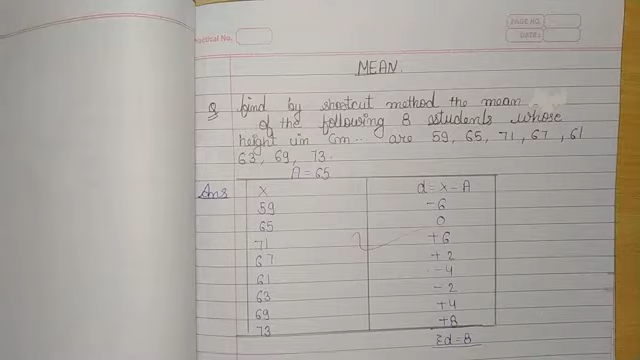 Practical No.
PAGE NO.
DATE:
MEAN.
Q find by shortcut method the mean
of the following 8 students whose
height in cm.. are 59, 65, 71, 67, 61
63, 69, 73.
A = 65
Ans x d = x - A
59 -6
65 0
71 +6
67 +2
61 -4
63 -2
69 +4
73 +8
Σd = 8